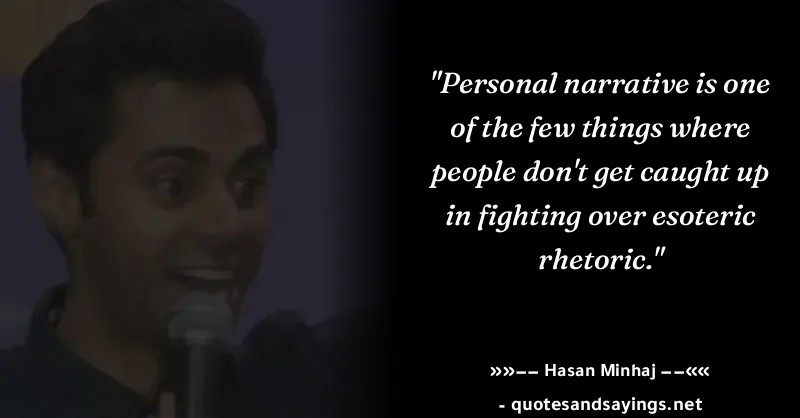 "Personal narrative is one
of the few things where
people don't get caught up
in fighting over esoteric
rhetoric."
»»−− Hasan Minhaj −−««
- quotesandsayings.net